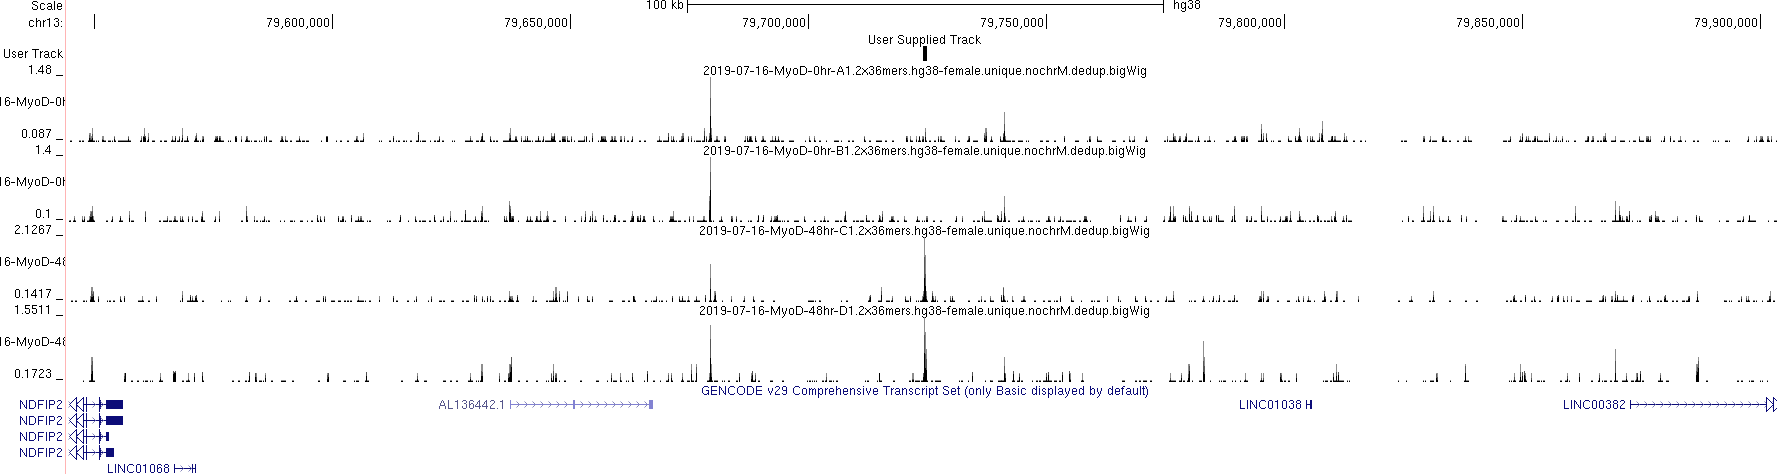 Scale 100 kb hg38
chr13: 79,600,000 79,650,000 79,700,000 79,750,000 79,800,000 79,850,000 79,900,000
User Supplied Track
User Track
1.48 _ 2019-07-16-MyoD-0hr-A1.2x36mers.hg38-female.unique.nochrM.dedup.bigWig
16-MyoD-0h
0.087 _
1.4 _ 2019-07-16-MyoD-0hr-B1.2x36mers.hg38-female.unique.nochrM.dedup.bigWig
16-MyoD-0h
0.1 _
2.1267 _ 2019-07-16-MyoD-48hr-C1.2x36mers.hg38-female.unique.nochrM.dedup.bigWig
16-MyoD-48
0.1417 _
1.5511 _ 2019-07-16-MyoD-48hr-D1.2x36mers.hg38-female.unique.nochrM.dedup.bigWig
16-MyoD-48
0.1723 _
GENCODE v29 Comprehensive Transcript Set (only Basic displayed by default)
NDFIP2 AL136442.1 LINC01038 LINC00382
NDFIP2
NDFIP2
NDFIP2
LINC01068